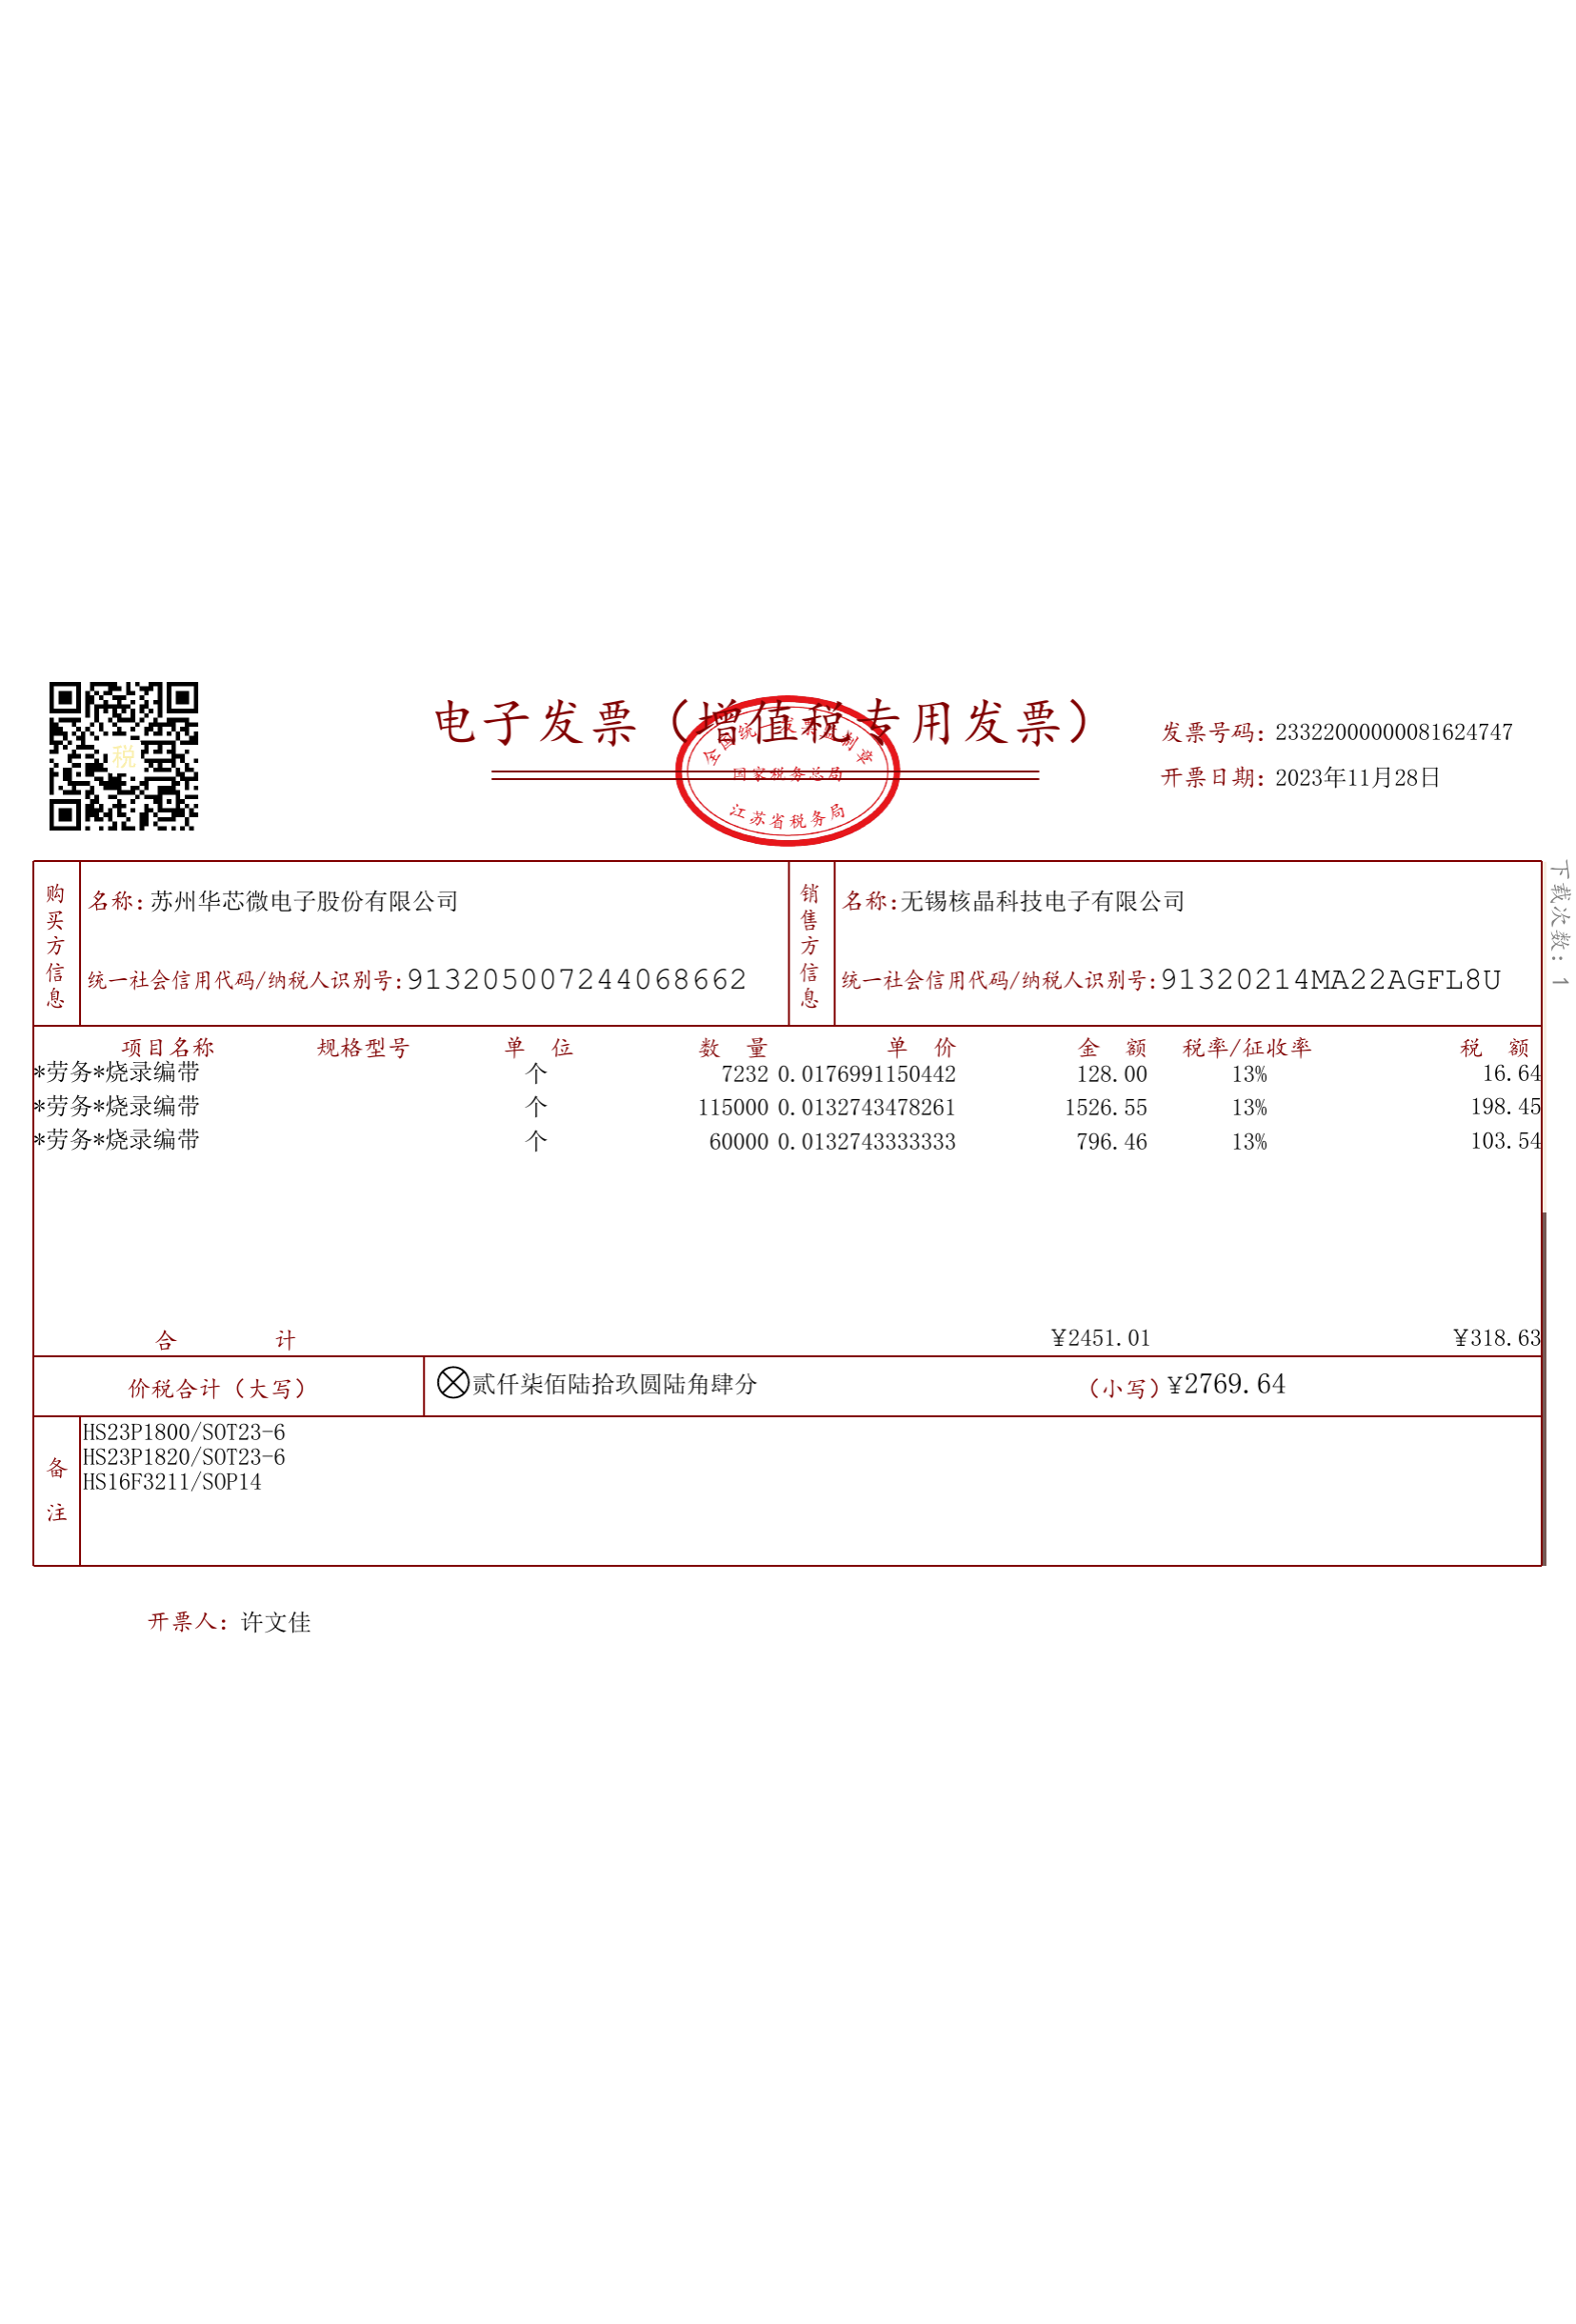 电子发票（增值税专用发票）
全国统一发票监制章
国家税务总局
江苏省税务局
税
发票号码：23322000000081624747
开票日期：2023年11月28日
购买方信息
名称：苏州华芯微电子股份有限公司
统一社会信用代码/纳税人识别号：913205007244068662
销售方信息
名称：无锡核晶科技电子有限公司
统一社会信用代码/纳税人识别号：91320214MA22AGFL8U
下载次数：1
项目名称 规格型号 单 位 数 量 单 价 金 额 税率/征收率 税 额
*劳务*烧录编带 个 7232 0.0176991150442 128.00 13% 16.64
*劳务*烧录编带 个 115000 0.0132743478261 1526.55 13% 198.45
*劳务*烧录编带 个 60000 0.0132743333333 796.46 13% 103.54
合 计 ¥2451.01 ¥318.63
价税合计（大写） ⊗贰仟柒佰陆拾玖圆陆角肆分 （小写）¥2769.64
备注
HS23P1800/SOT23-6
HS23P1820/SOT23-6
HS16F3211/SOP14
开票人：许文佳